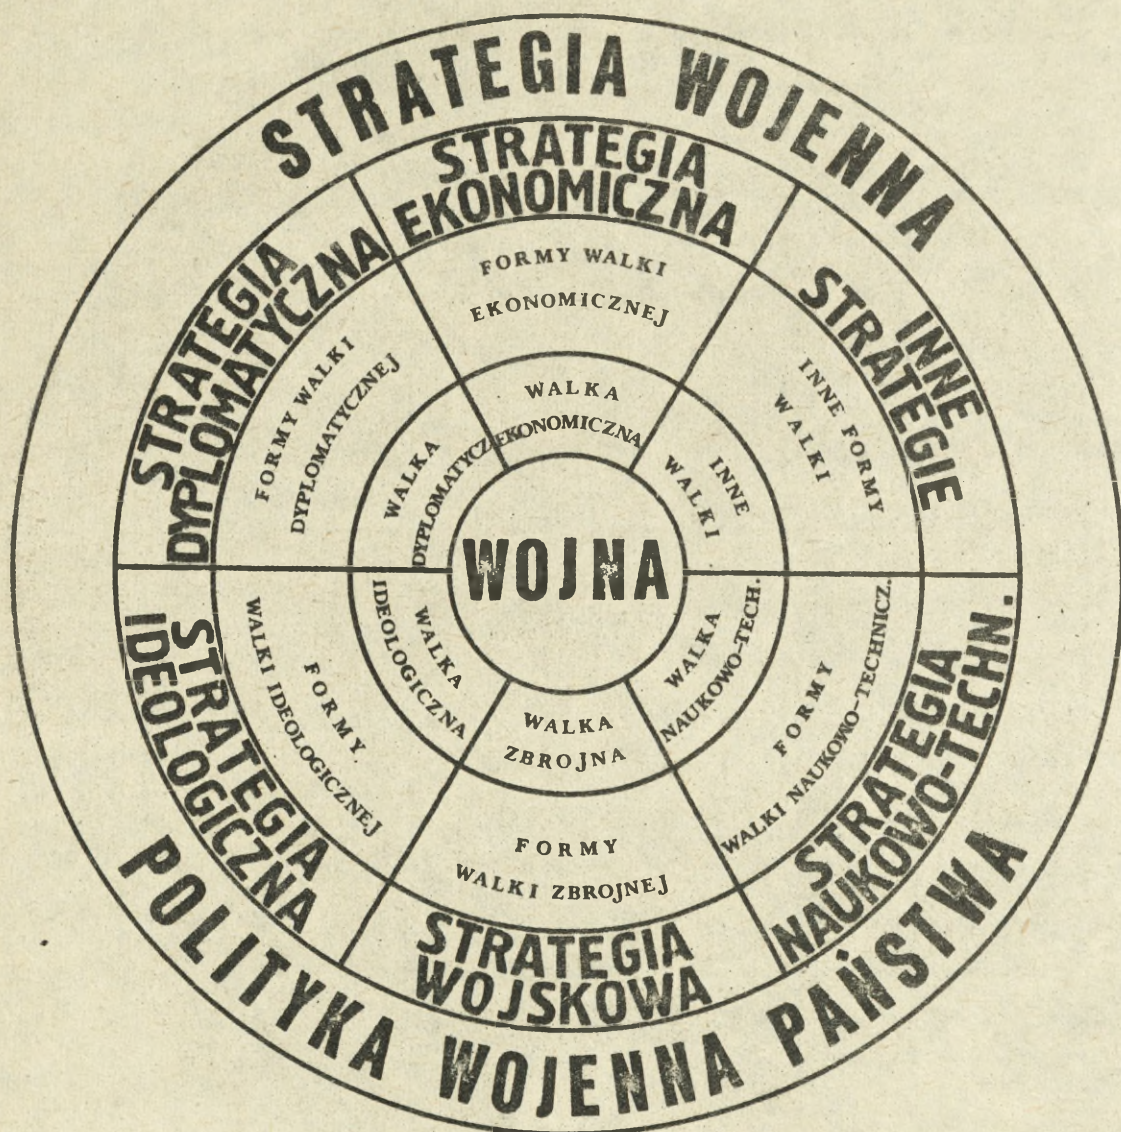 STRATEGIA WOJENNA
STRATEGIA
EKONOMICZNA
FORMY WALKI
EKONOMICZNEJ
WALKA
EKONOMICZNA
INNE
STRATEGIE
INNE FORMY
WALKI
INNE
WALKI
STRATEGIA
DYPLOMATYCZNA
FORMY WALKI
DYPLOMATYCZNEJ
WALKA
DYPLOMATYCZ.
WOJNA
WALKA
IDEOLOGICZNA
FORMY
WALKI IDEOLOGICZNEJ
STRATEGIA
IDEOLOGICZNA
WALKA
ZBROJNA
FORMY
WALKI ZBROJNEJ
STRATEGIA
WOJSKOWA
WALKA
NAUKOWO-TECH.
FORMY
WALKI NAUKOWO-TECHNICZ.
STRATEGIA
NAUKOWO-TECHN.
POLITYKA WOJENNA PAŃSTWA